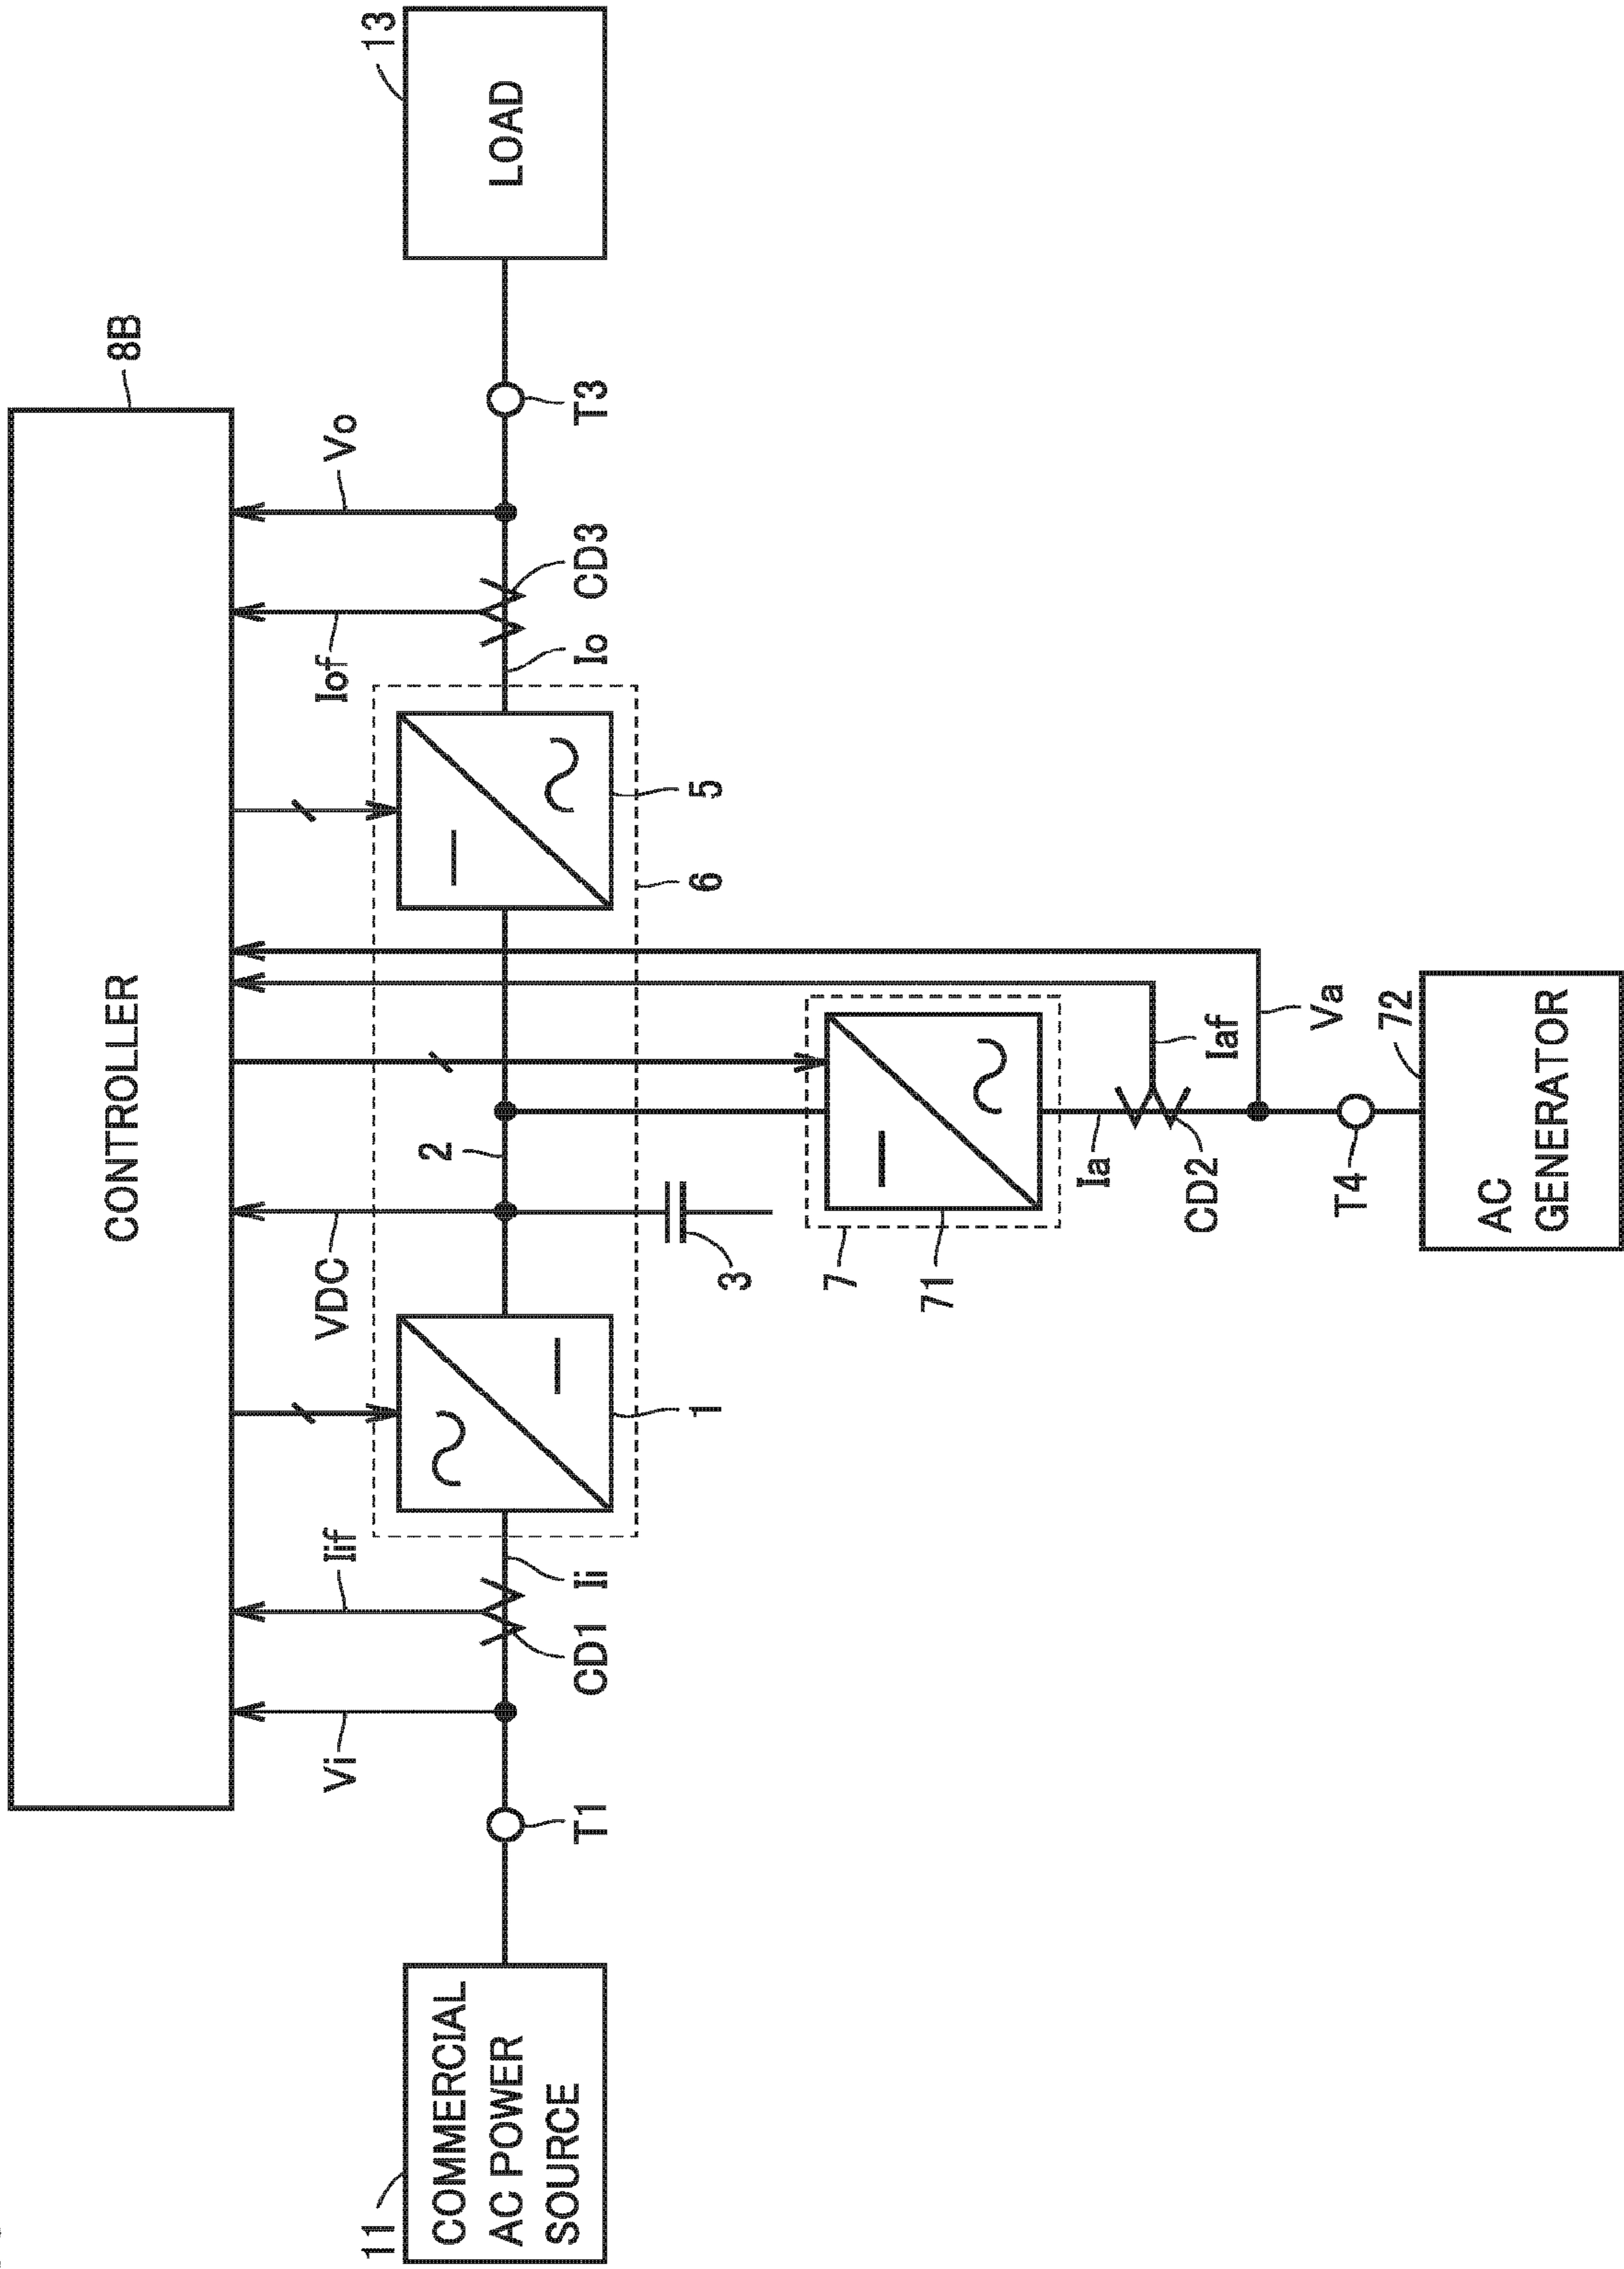 CONTROLLER
8B
Vi
Iif
VDC
Iof
Vo
11
COMMERCIAL
AC POWER
SOURCE
T1
CD1
Ii
1
2
3
5
6
Io
CD3
T3
13
LOAD
7
71
Ia
CD2
Iaf
Va
T4
72
AC
GENERATOR